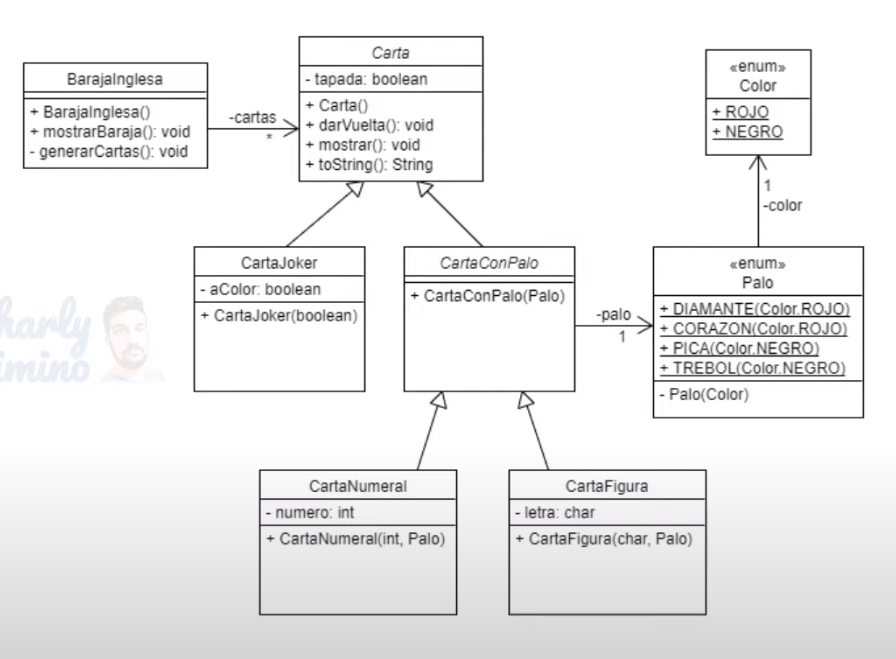 BarajaInglesa
+ BarajaInglesa()
+ mostrarBaraja(): void
- generarCartas(): void
-cartas
*
Carta
- tapada: boolean
+ Carta()
+ darVuelta(): void
+ mostrar(): void
+ toString(): String
«enum»
Color
+ ROJO
+ NEGRO
1
-color
CartaJoker
- aColor: boolean
+ CartaJoker(boolean)
CartaConPalo
+ CartaConPalo(Palo)
-palo
1
«enum»
Palo
+ DIAMANTE(Color.ROJO)
+ CORAZON(Color.ROJO)
+ PICA(Color.NEGRO)
+ TREBOL(Color.NEGRO)
- Palo(Color)
harly
imino
CartaNumeral
- numero: int
+ CartaNumeral(int, Palo)
CartaFigura
- letra: char
+ CartaFigura(char, Palo)